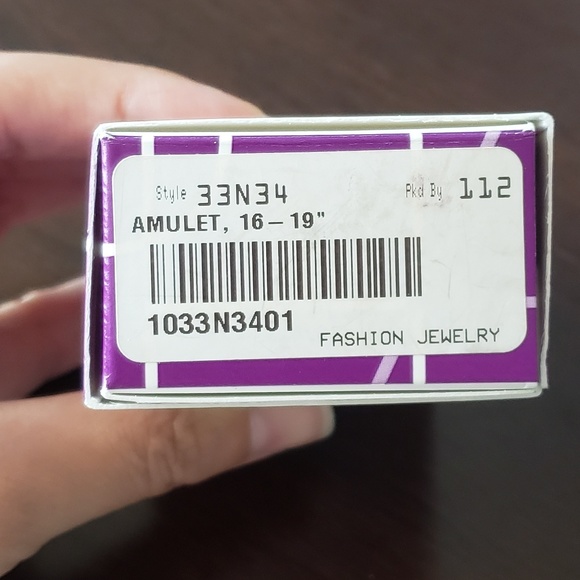 Style 33N34 Pkd By 112
AMULET, 16-19"
1033N3401
FASHION JEWELRY